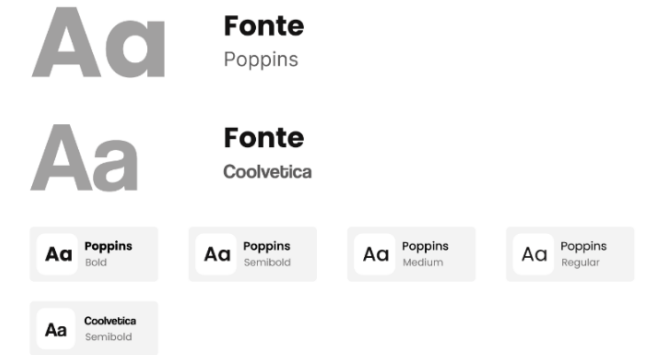 Aa
Fonte
Poppins
Aa
Fonte
Coolvetica
Aa
Poppins
Bold
Aa
Poppins
Semibold
Aa
Poppins
Medium
Aa
Poppins
Regular
Aa
Coolvetica
Semibold